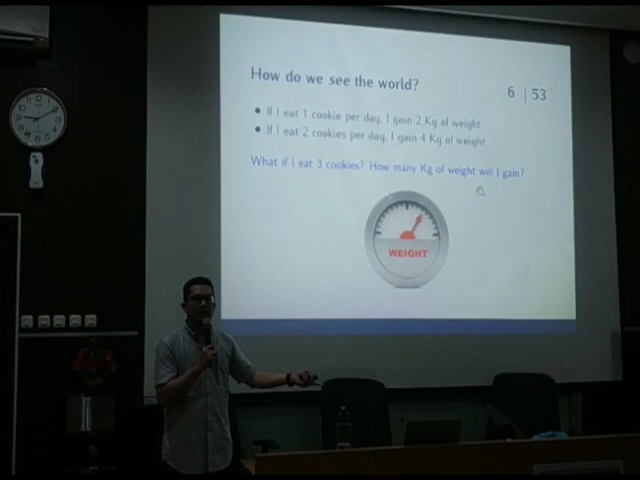 How do we see the world?
6 | 53
• If I eat 1 cookie per day, I gain 2 Kg of weight
• If I eat 2 cookies per day, I gain 4 Kg of weight
What if I eat 3 cookies? How many Kg of weight will I gain?
WEIGHT